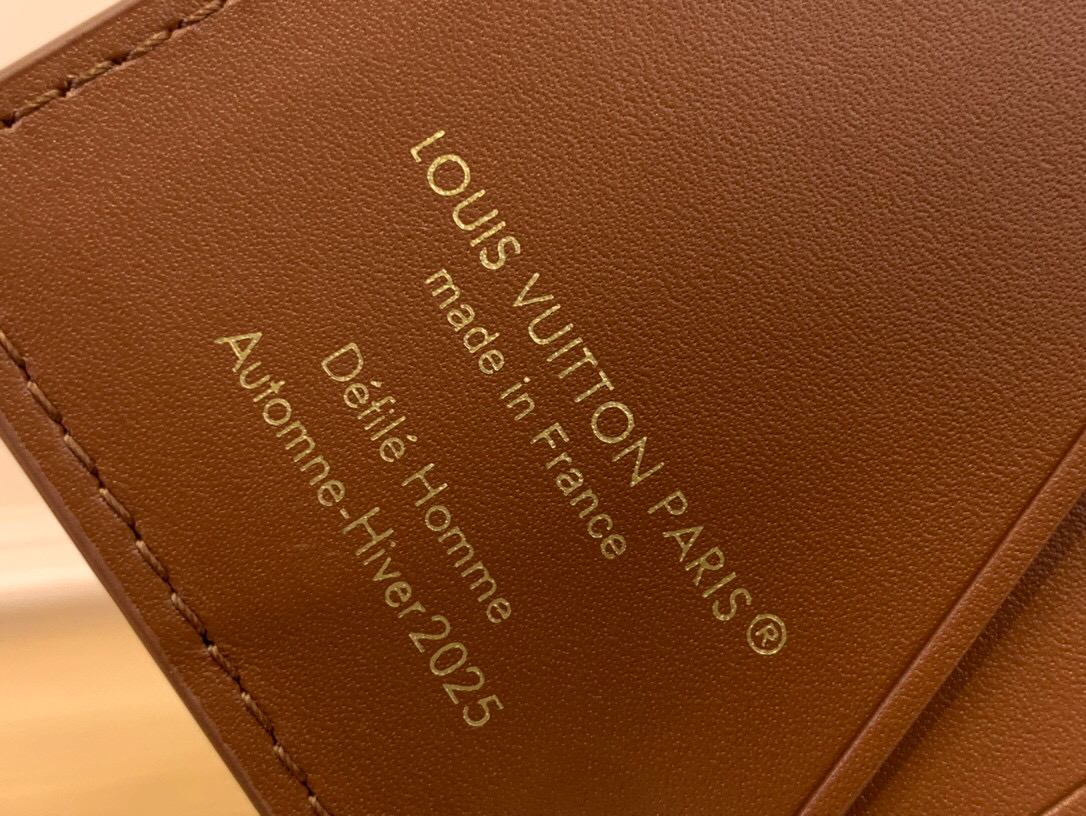 LOUIS VUITTON PARIS®
made in France
Défilé Homme
Automne-Hiver 2025